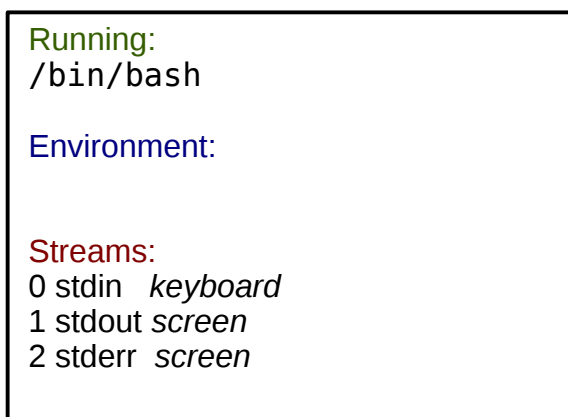 Running:
/bin/bash
Environment:
Streams:
0 stdin keyboard
1 stdout screen
2 stderr screen